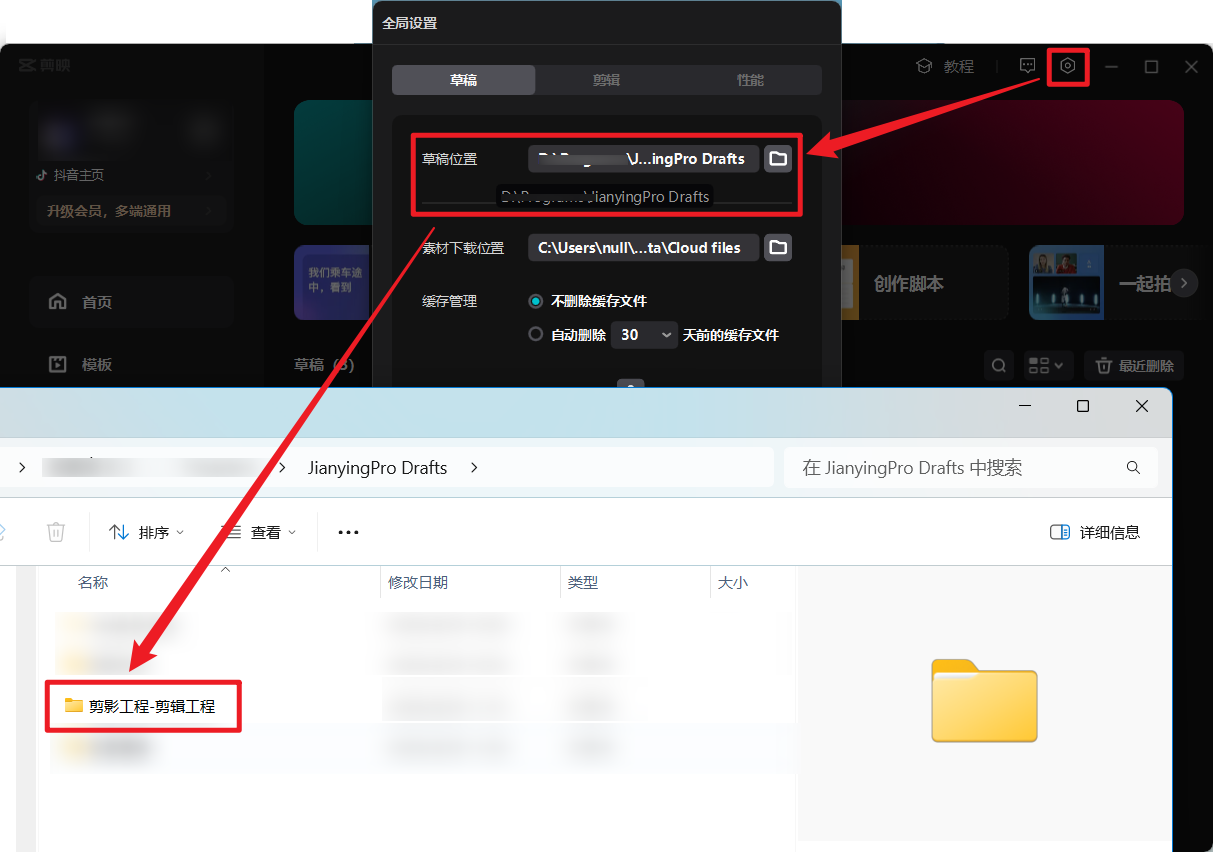 全局设置
剪映
草稿
剪辑
性能
教程
草稿位置
\J...ingPro Drafts
抖音主页
D:\Programs\JianyingPro Drafts
升级会员，多端通用
素材下载位置
C:\Users\null\...ta\Cloud files
我们乘车途
中，看到
创作脚本
一起拍
首页
缓存管理
不删除缓存文件
自动删除
30
天前的缓存文件
模板
草稿
最近删除
JianyingPro Drafts
在 JianyingPro Drafts 中搜索
排序
查看
详细信息
名称
修改日期
类型
大小
剪影工程-剪辑工程